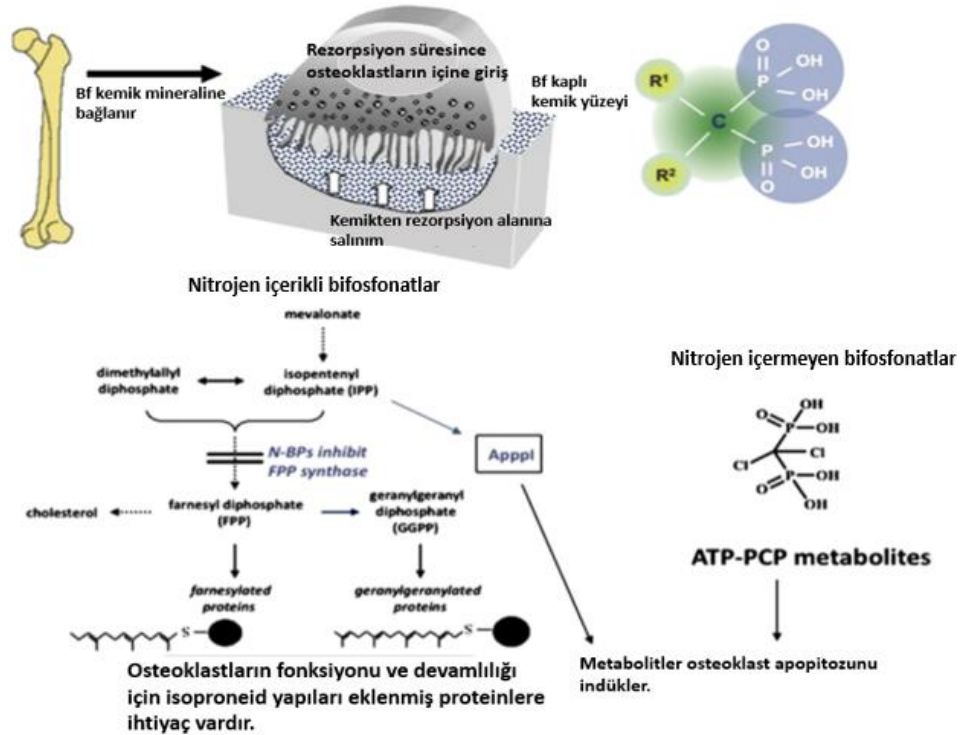 Bf kemik mineraline
bağlanır
Rezorpsiyon süresince
osteoklastların içine giriş
Bf kaplı
kemik yüzeyi
Kemikten rezorpsiyon alanına
salınım
R¹
R²
C
O
P
OH
OH
P
OH
OH
O
Nitrojen içerikli bifosfonatlar
mevalonate
dimethylallyl
diphosphate
isopentenyl
diphosphate (IPP)
N-BPs inhibit
FPP synthase
ApppI
cholesterol
farnesyl diphosphate
(FPP)
geranylgeranyl
diphosphate
(GGPP)
farnesylated
proteins
geranylgeranylated
proteins
S
S
Osteoklastların fonksiyonu ve devamlılığı
için isoproneid yapıları eklenmiş proteinlere
ihtiyaç vardır.
Nitrojen içermeyen bifosfonatlar
OH
O
P
OH
OH
Cl
Cl
P
OH
O
OH
ATP-PCP metabolites
Metabolitler osteoklast apopitozunu
indükler.